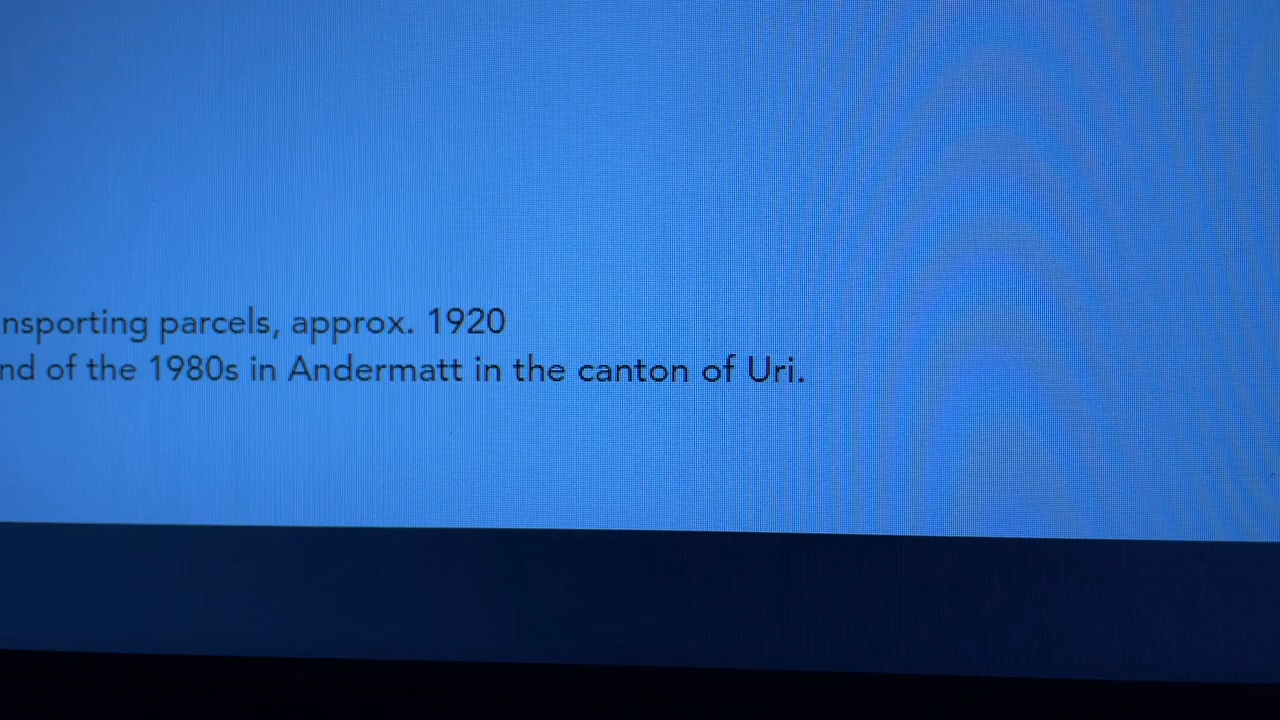 nsporting parcels, approx. 1920
nd of the 1980s in Andermatt in the canton of Uri.